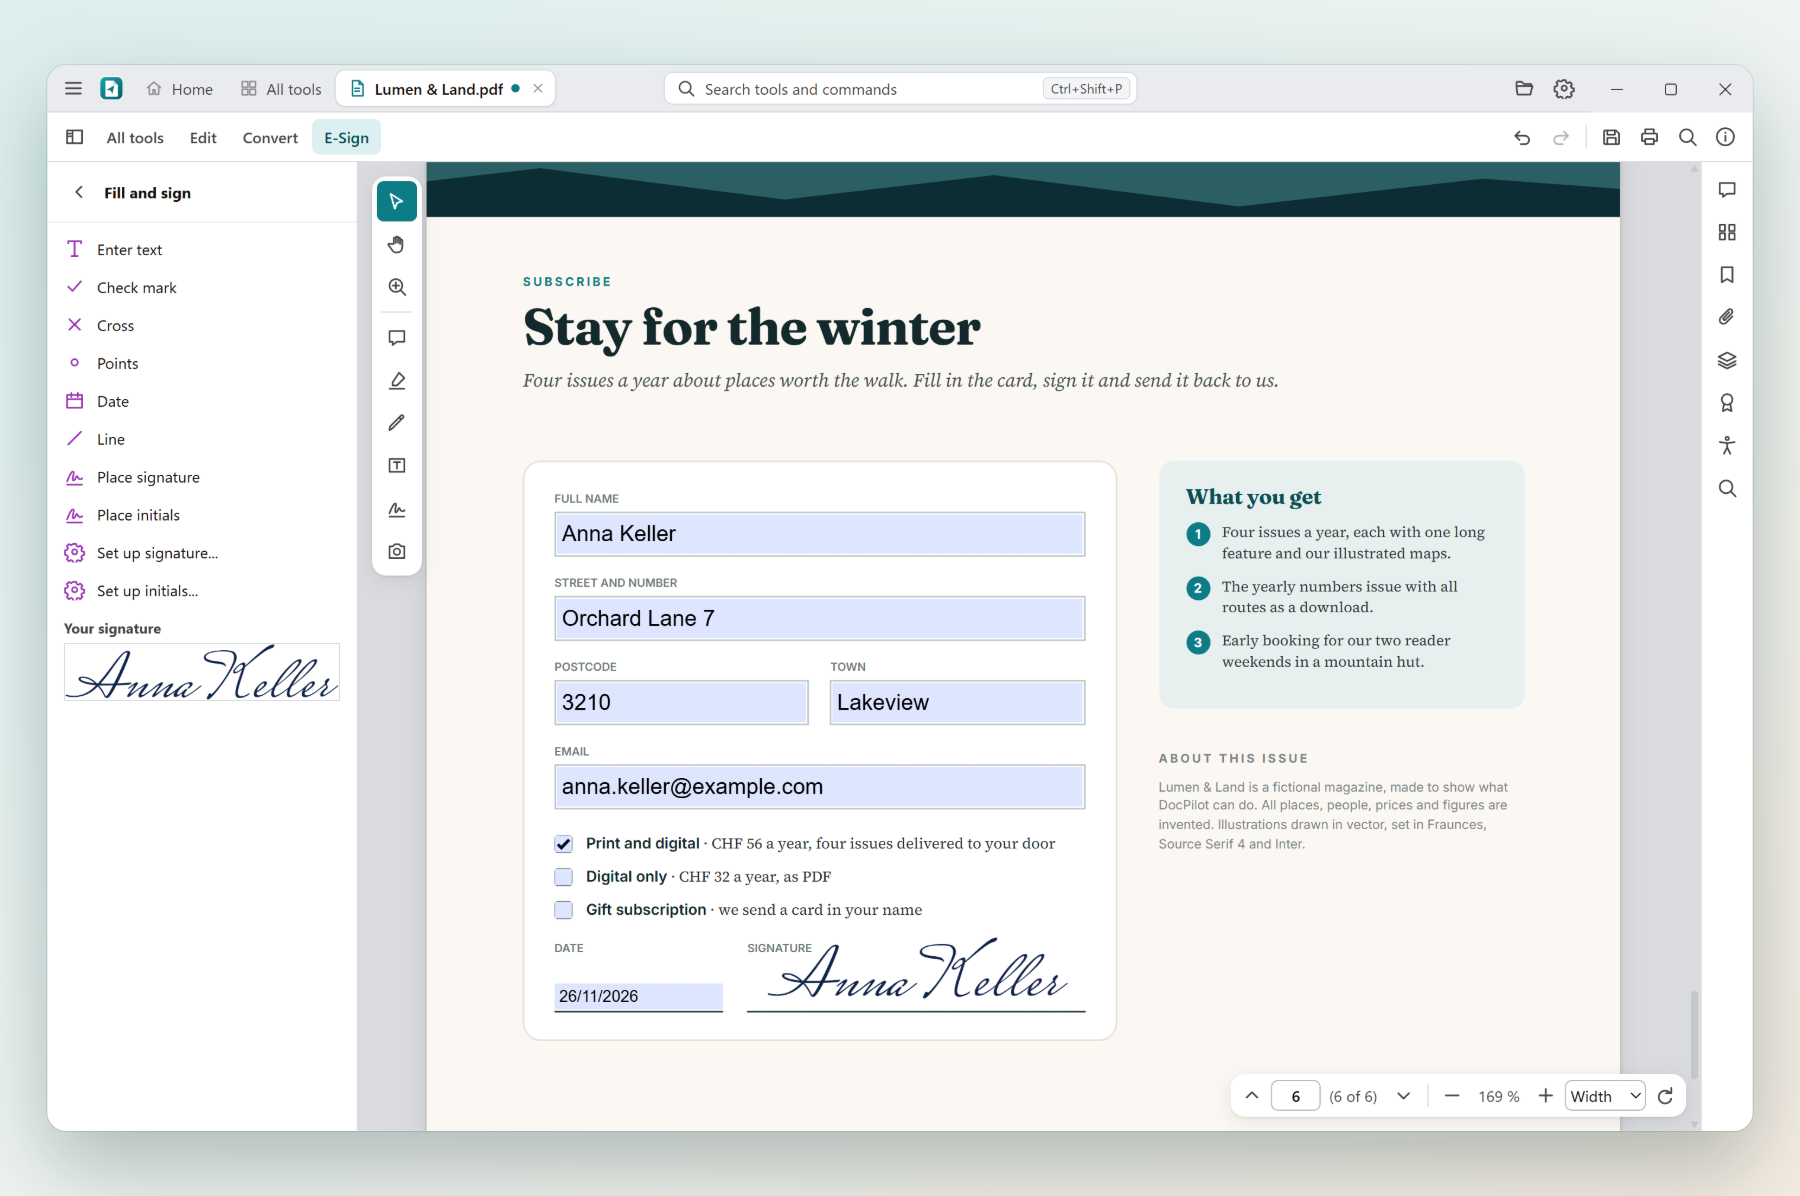 Home
All tools
Lumen & Land.pdf
Search tools and commands
Ctrl+Shift+P
All tools
Edit
Convert
E-Sign
Fill and sign
Enter text
Check mark
Cross
Points
Date
Line
Place signature
Place initials
Set up signature...
Set up initials...
Your signature
Anna Keller
SUBSCRIBE
Stay for the winter
Four issues a year about places worth the walk. Fill in the card, sign it and send it back to us.
FULL NAME
Anna Keller
STREET AND NUMBER
Orchard Lane 7
POSTCODE
TOWN
3210
Lakeview
EMAIL
anna.keller@example.com
Print and digital · CHF 56 a year, four issues delivered to your door
Digital only · CHF 32 a year, as PDF
Gift subscription · we send a card in your name
DATE
SIGNATURE
26/11/2026
Anna Keller
What you get
1 Four issues a year, each with one long
feature and our illustrated maps.
2 The yearly numbers issue with all
routes as a download.
3 Early booking for our two reader
weekends in a mountain hut.
ABOUT THIS ISSUE
Lumen & Land is a fictional magazine, made to show what
DocPilot can do. All places, people, prices and figures are
invented. Illustrations drawn in vector, set in Fraunces,
Source Serif 4 and Inter.
6
(6 of 6)
169 %
Width